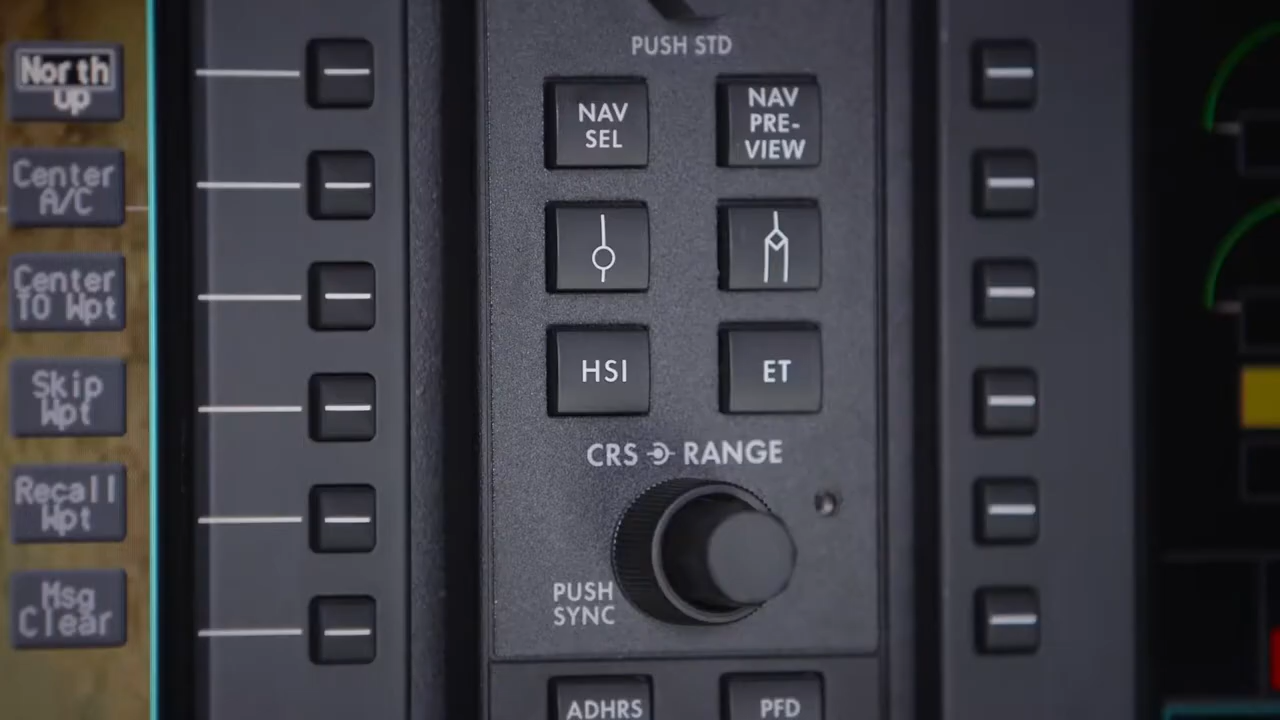 North
up
Center
A/C
Center
TO Wpt
Skip
Wpt
Recall
Wpt
Msg
Clear
PUSH STD
NAV
SEL
NAV
PRE-
VIEW
HSI
ET
CRS RANGE
PUSH
SYNC
ADHRS
PFD